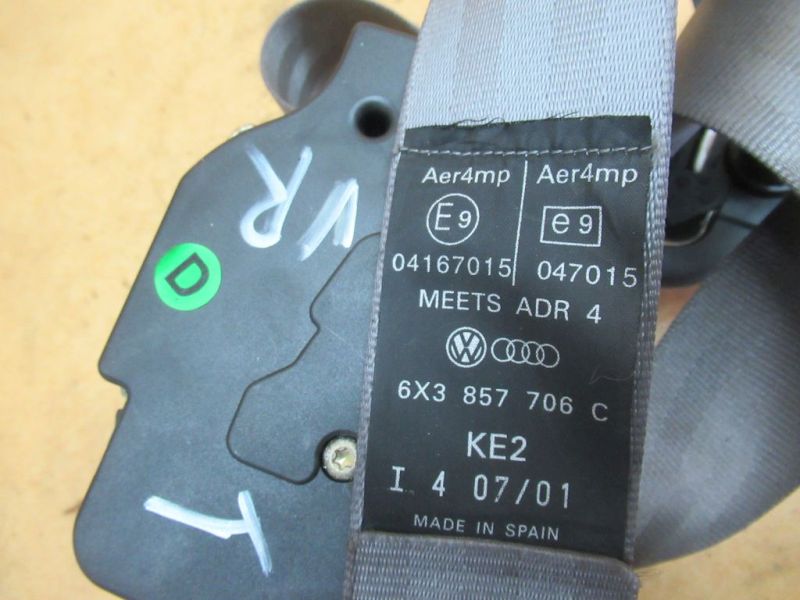 VR
D
T
Aer4mp Aer4mp
E9 e9
04167015 047015
MEETS ADR 4
VW
6X3 857 706 C
KE2
I 4 07/01
MADE IN SPAIN